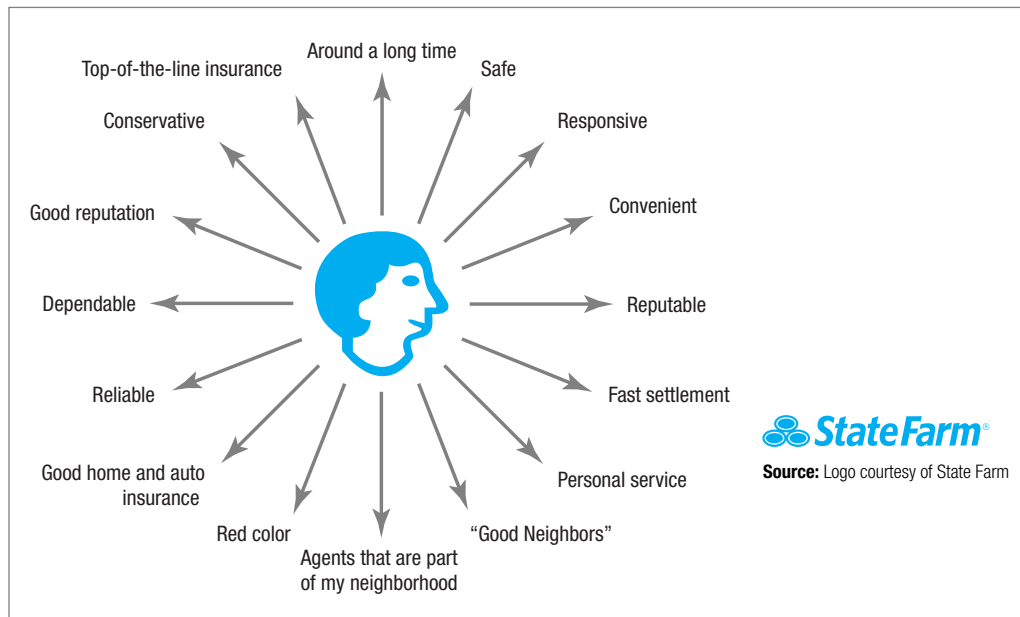 Around a long time
Top-of-the-line insurance
Safe
Conservative
Responsive
Good reputation
Convenient
Dependable
Reputable
Reliable
Fast settlement
StateFarm®
Source: Logo courtesy of State Farm
Good home and auto
insurance
Personal service
Red color
“Good Neighbors”
Agents that are part
of my neighborhood